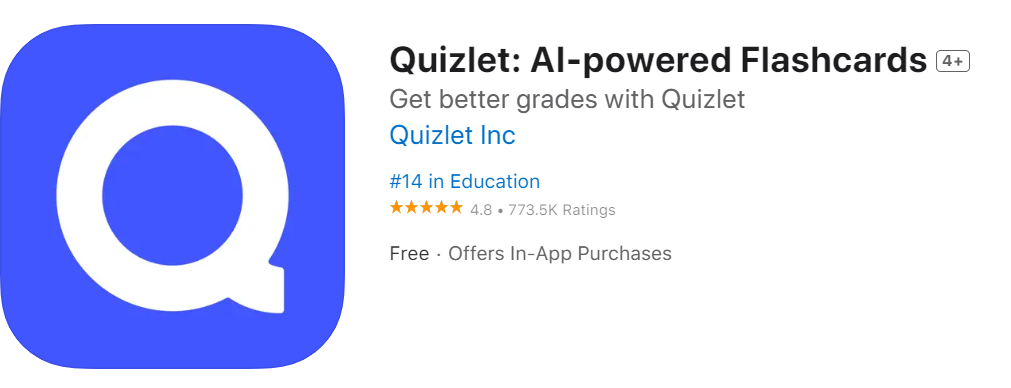 Quizlet: AI-powered Flashcards 4+
Get better grades with Quizlet
Quizlet Inc
#14 in Education
★★★★★ 4.8 • 773.5K Ratings
Free · Offers In-App Purchases